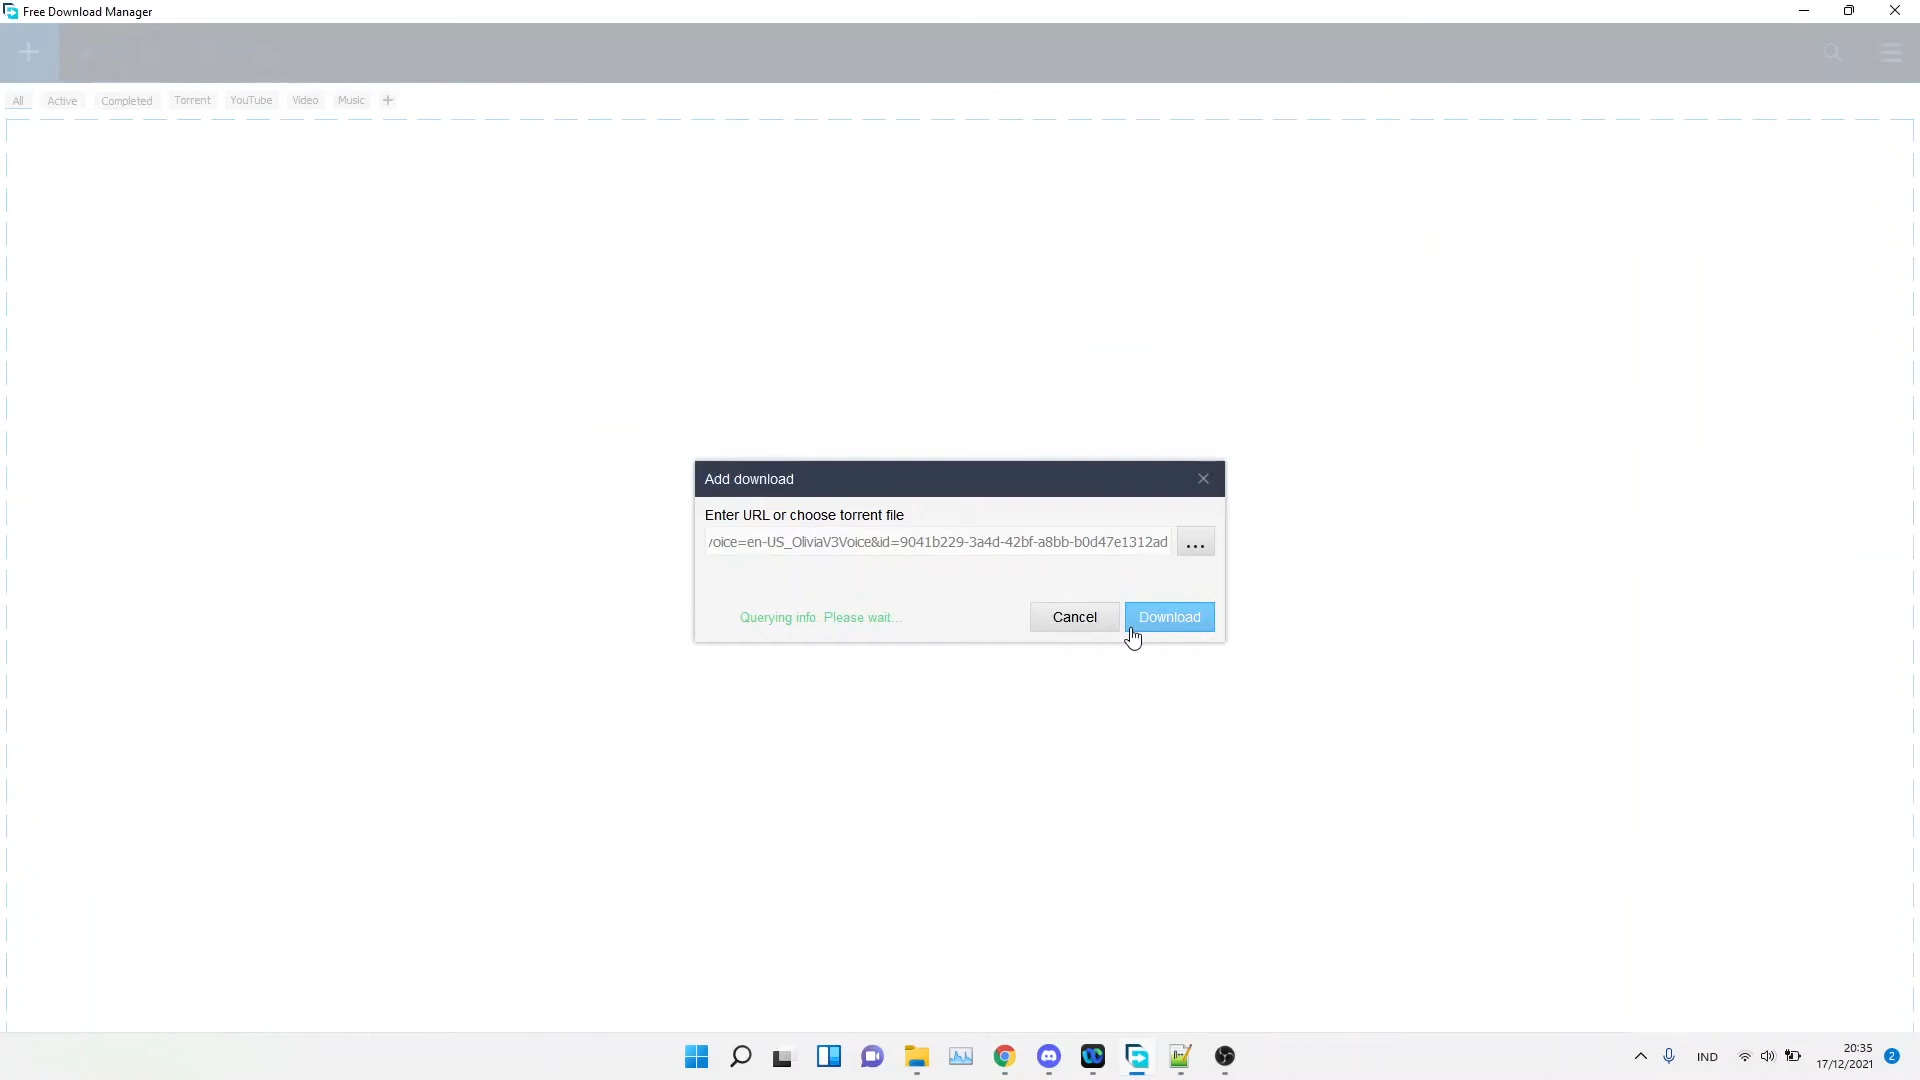 Free Download Manager
All Active Completed Torrent YouTube Video Music
Add download
Enter URL or choose torrent file
/oice=en-US_OliviaV3Voice&id=9041b229-3a4d-42bf-a8bb-b0d47e1312ad ...
Querying info. Please wait... Cancel Download
IND 20:35
17/12/2021 2